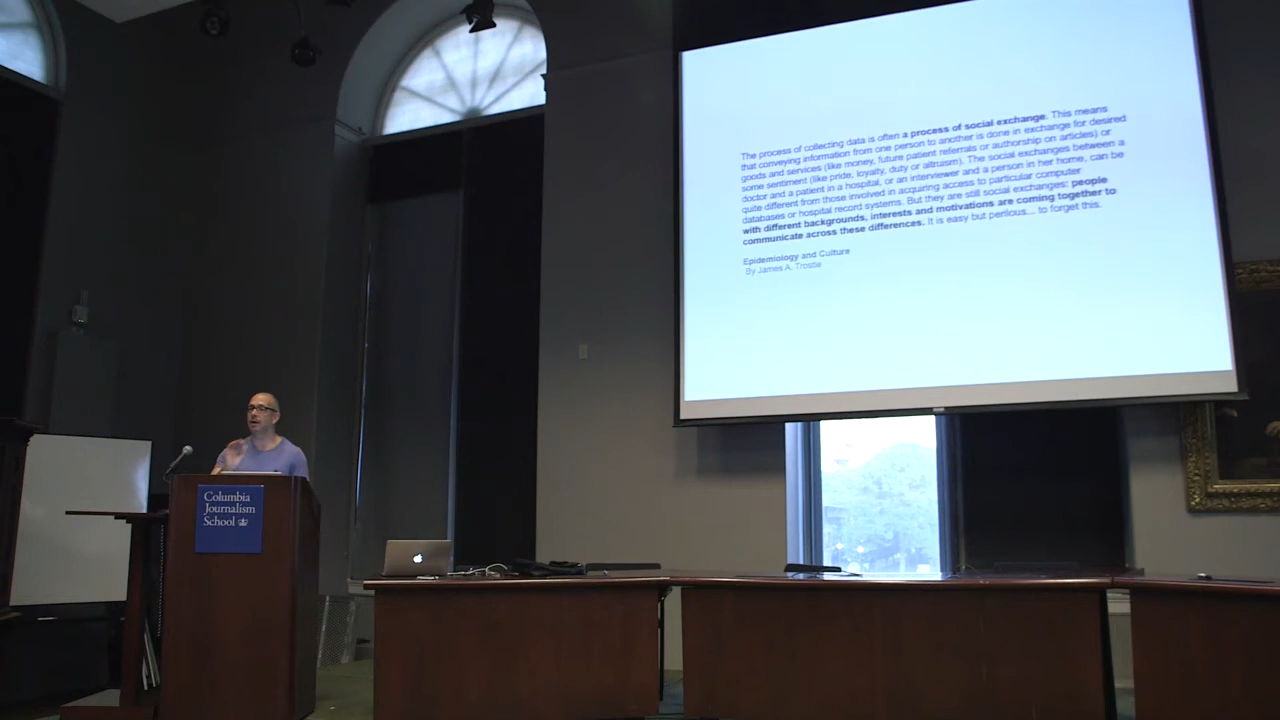 The process of collecting data is often a process of social exchange. This means
that conveying information from one person to another is done in exchange for desired
goods and services (like money, future patient referrals or authorship on articles) or
some sentiment (like pride, loyalty, duty or altruism). The social exchanges between a
doctor and a patient in a hospital, or an interviewer and a person in her home, can be
quite different from those involved in acquiring access to particular computer
databases or hospital record systems. But they are still social exchanges: people
with different backgrounds, interests and motivations are coming together to
communicate across these differences. It is easy but perilous... to forget this.
Epidemiology and Culture
By James A. Trostle
Columbia
Journalism
School